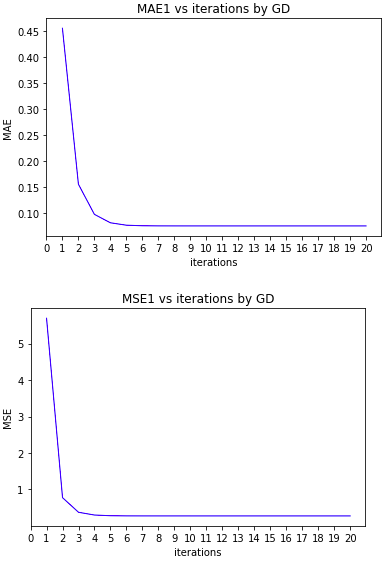 MAE1 vs iterations by GD
0.45
0.40
0.35
0.30
0.25
0.20
0.15
0.10
MAE
0 1 2 3 4 5 6 7 8 9 10 11 12 13 14 15 16 17 18 19 20
iterations
MSE1 vs iterations by GD
5
4
3
2
1
MSE
0 1 2 3 4 5 6 7 8 9 10 11 12 13 14 15 16 17 18 19 20
iterations